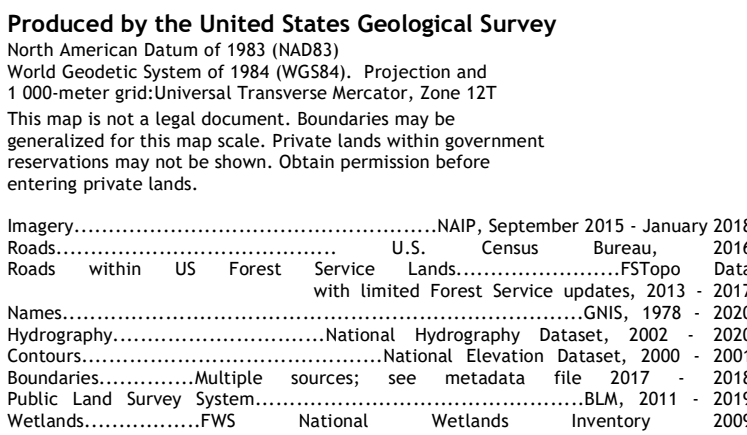 Produced by the United States Geological Survey
North American Datum of 1983 (NAD83)
World Geodetic System of 1984 (WGS84). Projection and
1 000-meter grid:Universal Transverse Mercator, Zone 12T
This map is not a legal document. Boundaries may be
generalized for this map scale. Private lands within government
reservations may not be shown. Obtain permission before
entering private lands.
Imagery.....................................................NAIP, September 2015 - January 2018
Roads......................................... U.S. Census Bureau, 2016
Roads within US Forest Service Lands........................FSTopo Data
with limited Forest Service updates, 2013 - 2017
Names............................................................................GNIS, 1978 - 2020
Hydrography...............................National Hydrography Dataset, 2002 - 2020
Contours............................................National Elevation Dataset, 2000 - 2001
Boundaries..............Multiple sources; see metadata file 2017 - 2018
Public Land Survey System................................................BLM, 2011 - 2019
Wetlands.................FWS National Wetlands Inventory 2009